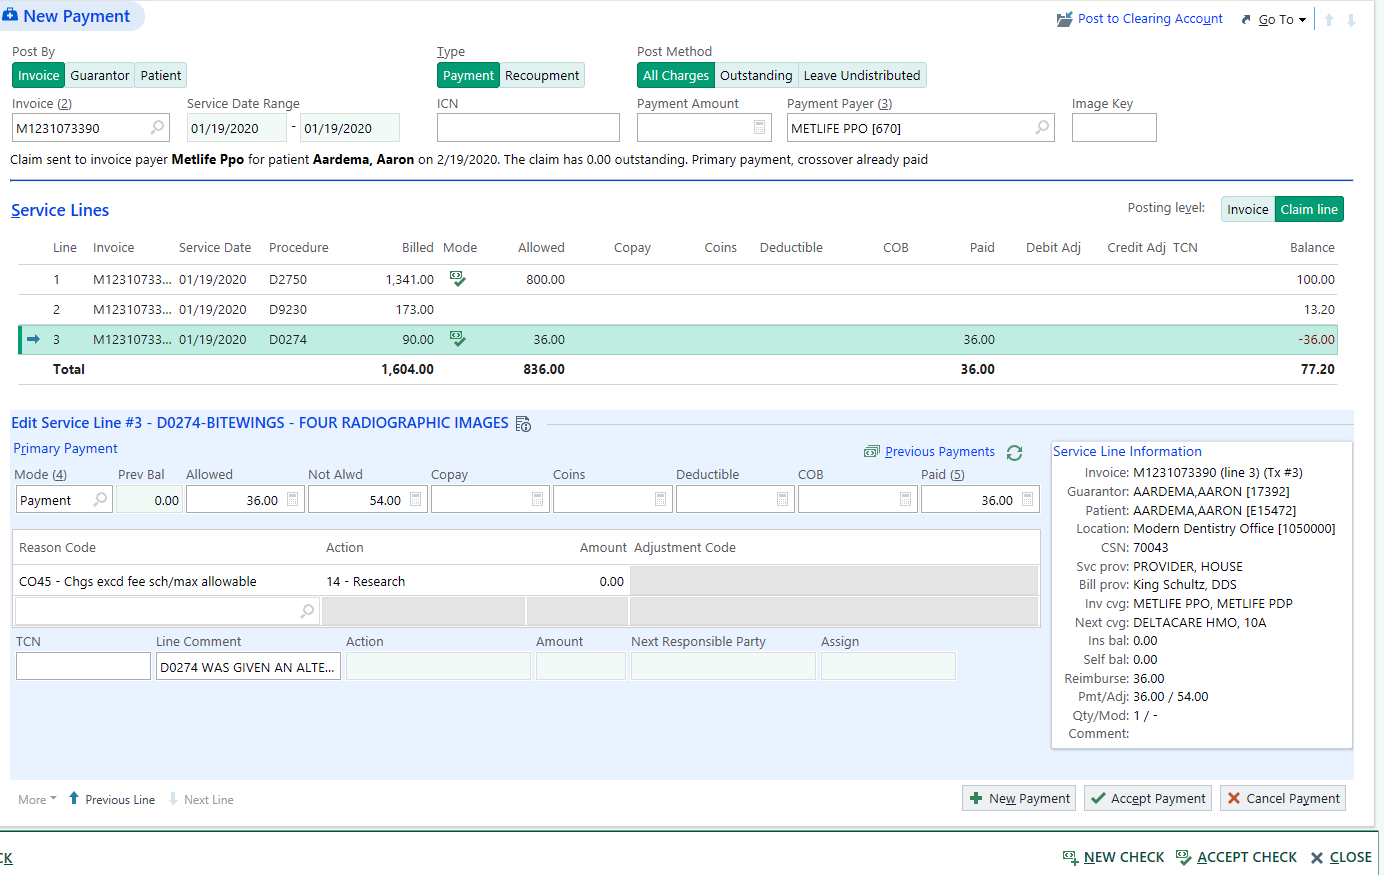 New Payment
Post to Clearing Account Go To
Post By Type Post Method
Invoice Guarantor Patient Payment Recoupment All Charges Outstanding Leave Undistributed
Invoice (2) Service Date Range ICN Payment Amount Payment Payer (3) Image Key
M1231073390 01/19/2020 - 01/19/2020 METLIFE PPO [670]
Claim sent to invoice payer Metlife Ppo for patient Aardema, Aaron on 2/19/2020. The claim has 0.00 outstanding. Primary payment, crossover already paid
Service Lines Posting level: Invoice Claim line
Line Invoice Service Date Procedure Billed Mode Allowed Copay Coins Deductible COB Paid Debit Adj Credit Adj TCN Balance
1 M12310733... 01/19/2020 D2750 1,341.00 800.00 100.00
2 M12310733... 01/19/2020 D9230 173.00 13.20
3 M12310733... 01/19/2020 D0274 90.00 36.00 36.00 -36.00
Total 1,604.00 836.00 36.00 77.20
Edit Service Line #3 - D0274-BITEWINGS - FOUR RADIOGRAPHIC IMAGES
Primary Payment Previous Payments
Mode (4) Prev Bal Allowed Not Alwd Copay Coins Deductible COB Paid (5)
Payment 0.00 36.00 54.00 36.00
Reason Code Action Amount Adjustment Code
CO45 - Chgs excd fee sch/max allowable 14 - Research 0.00
TCN Line Comment Action Amount Next Responsible Party Assign
D0274 WAS GIVEN AN ALTE...
Service Line Information
Invoice: M1231073390 (line 3) (Tx #3)
Guarantor: AARDEMA,AARON [17392]
Patient: AARDEMA,AARON [E15472]
Location: Modern Dentistry Office [1050000]
CSN: 70043
Svc prov: PROVIDER, HOUSE
Bill prov: King Schultz, DDS
Inv cvg: METLIFE PPO, METLIFE PDP
Next cvg: DELTACARE HMO, 10A
Ins bal: 0.00
Self bal: 0.00
Reimburse: 36.00
Pmt/Adj: 36.00 / 54.00
Qty/Mod: 1 / -
Comment:
More Previous Line Next Line New Payment Accept Payment Cancel Payment
CK NEW CHECK ACCEPT CHECK CLOSE